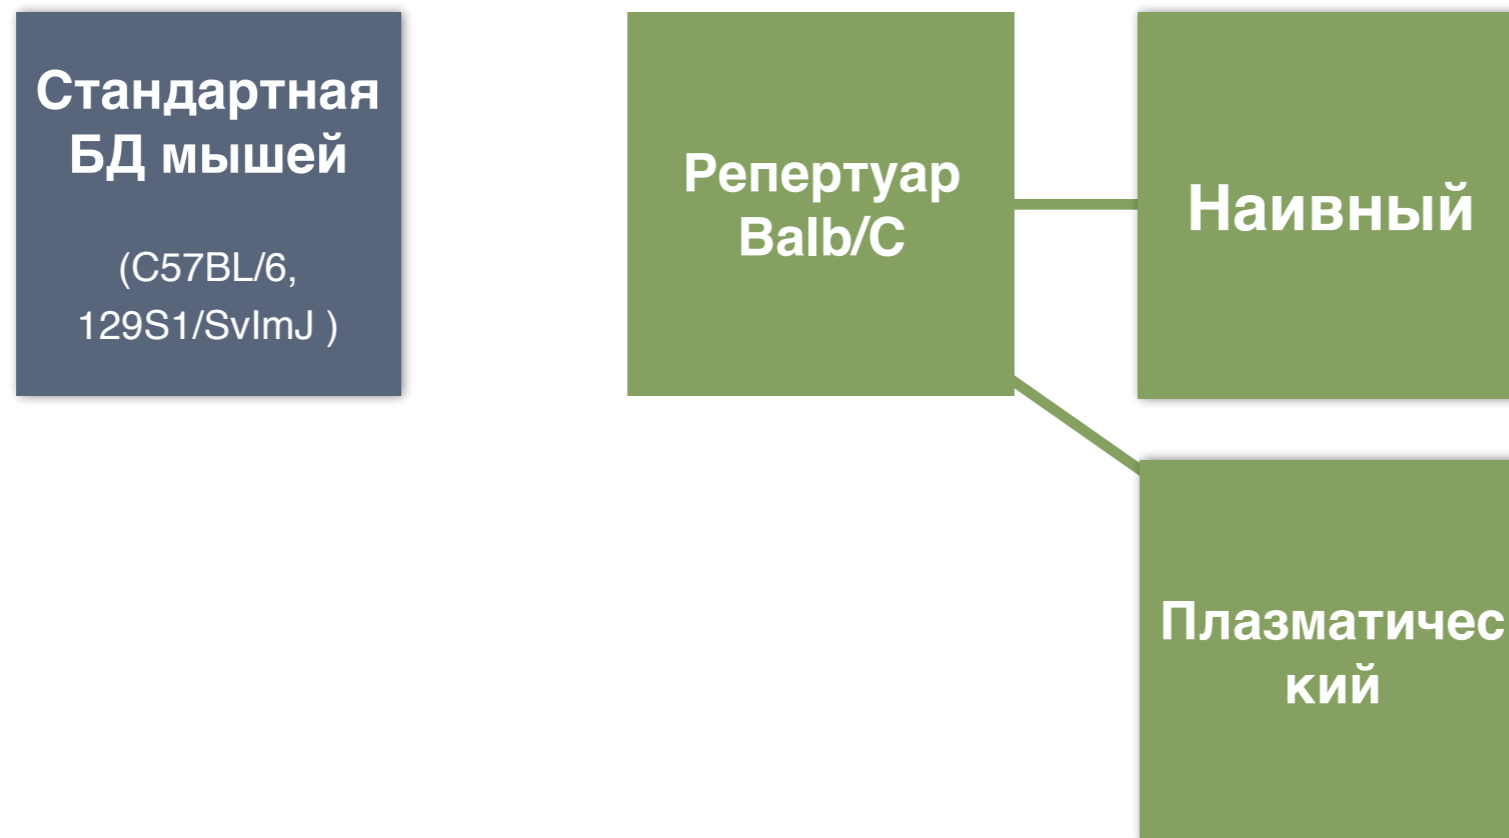 Стандартная
БД мышей
(C57BL/6,
129S1/SvImJ )
Репертуар
Balb/C
Наивный
Плазматичес
кий